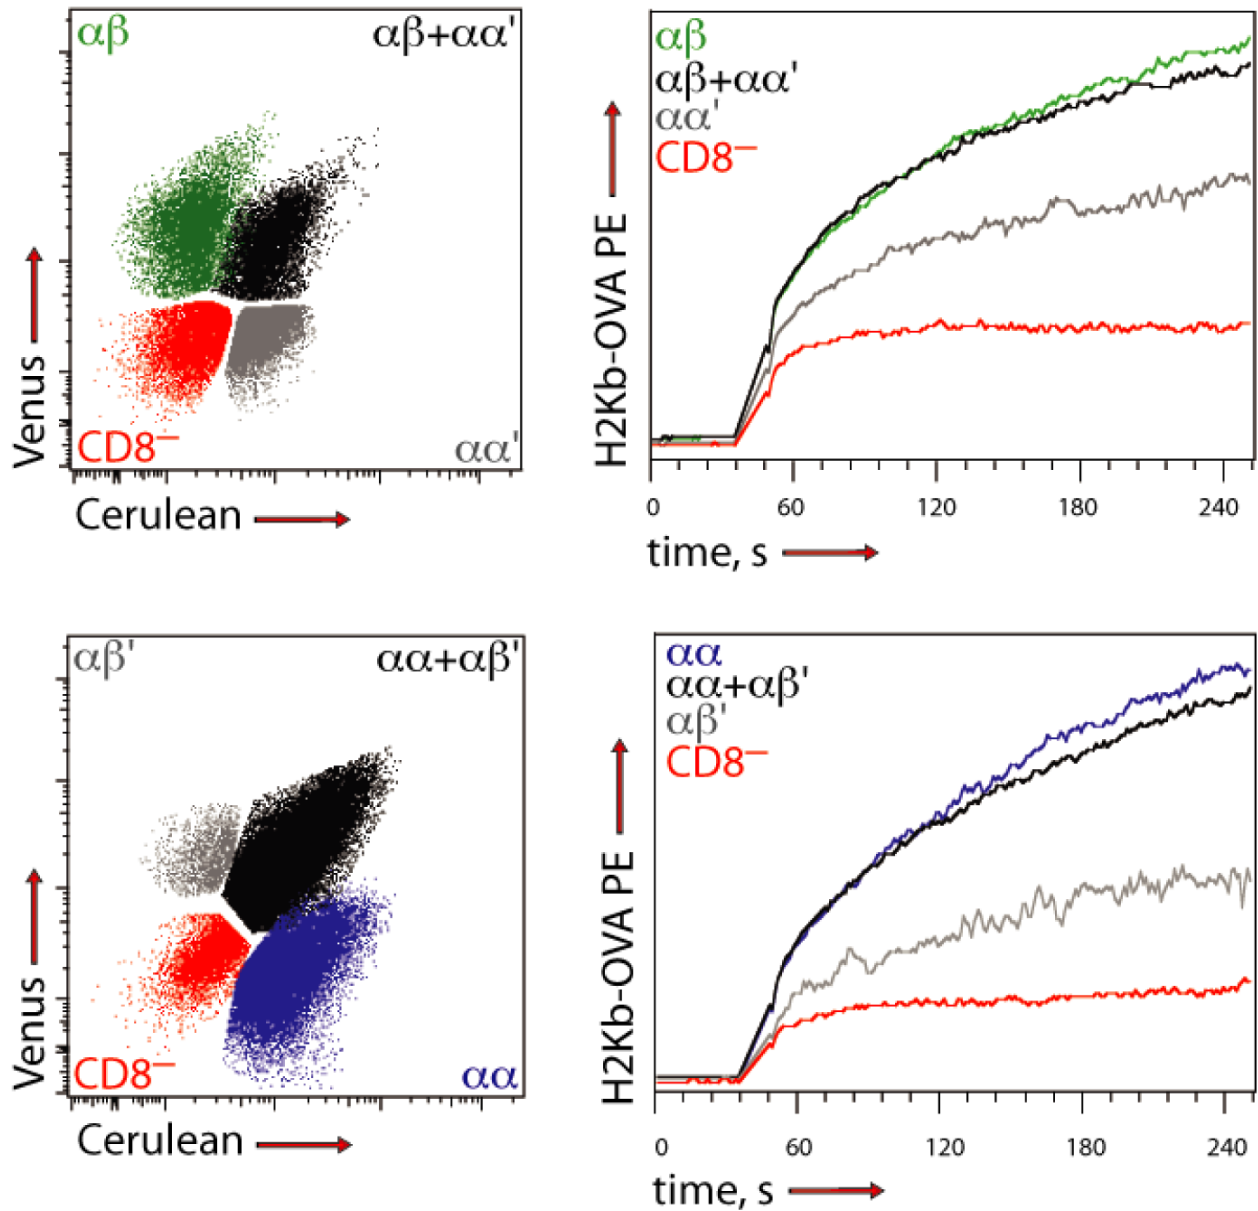 αβ αβ+αα'
Venus
CD8– αα'
Cerulean
αβ
αβ+αα'
αα'
CD8–
H2Kb-OVA PE
0 60 120 180 240
time, s
αβ' αα+αβ'
Venus
CD8– αα
Cerulean
αα
αα+αβ'
αβ'
CD8–
H2Kb-OVA PE
0 60 120 180 240
time, s